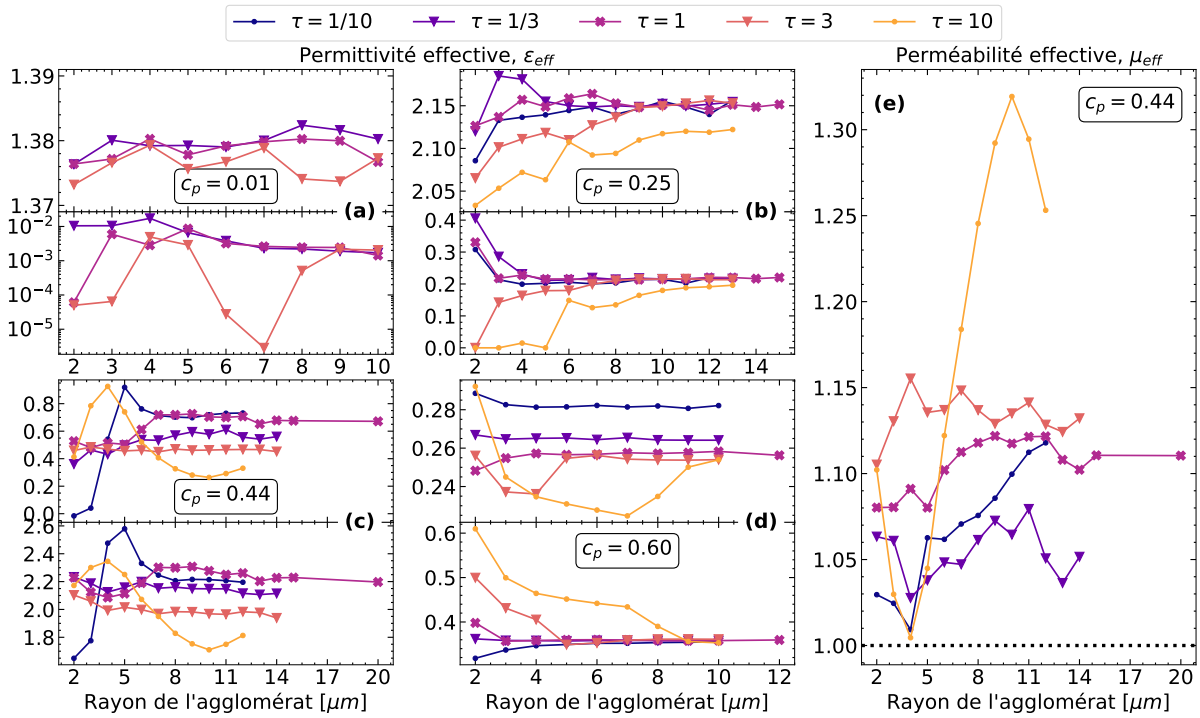 τ = 1/10 τ = 1/3 τ = 1 τ = 3 τ = 10
Permittivité effective, ε_eff
Perméabilité effective, μ_eff
1.39
1.38
1.37
c_p = 0.01
(a)
10⁻²
10⁻³
10⁻⁴
10⁻⁵
2 3 4 5 6 7 8 9 10
2.15
2.10
2.05
c_p = 0.25
(b)
0.4
0.3
0.2
0.1
0.0
2 4 6 8 10 12 14
0.8
0.6
0.4
0.2
0.0
c_p = 0.44
(c)
2.6
2.4
2.2
2.0
1.8
2 5 8 11 14 17 20
Rayon de l'agglomérat [μm]
0.28
0.26
0.24
(d)
0.6
0.5
0.4
c_p = 0.60
2 4 6 8 10 12
Rayon de l'agglomérat [μm]
(e)
c_p = 0.44
1.30
1.25
1.20
1.15
1.10
1.05
1.00
2 5 8 11 14 17 20
Rayon de l'agglomérat [μm]